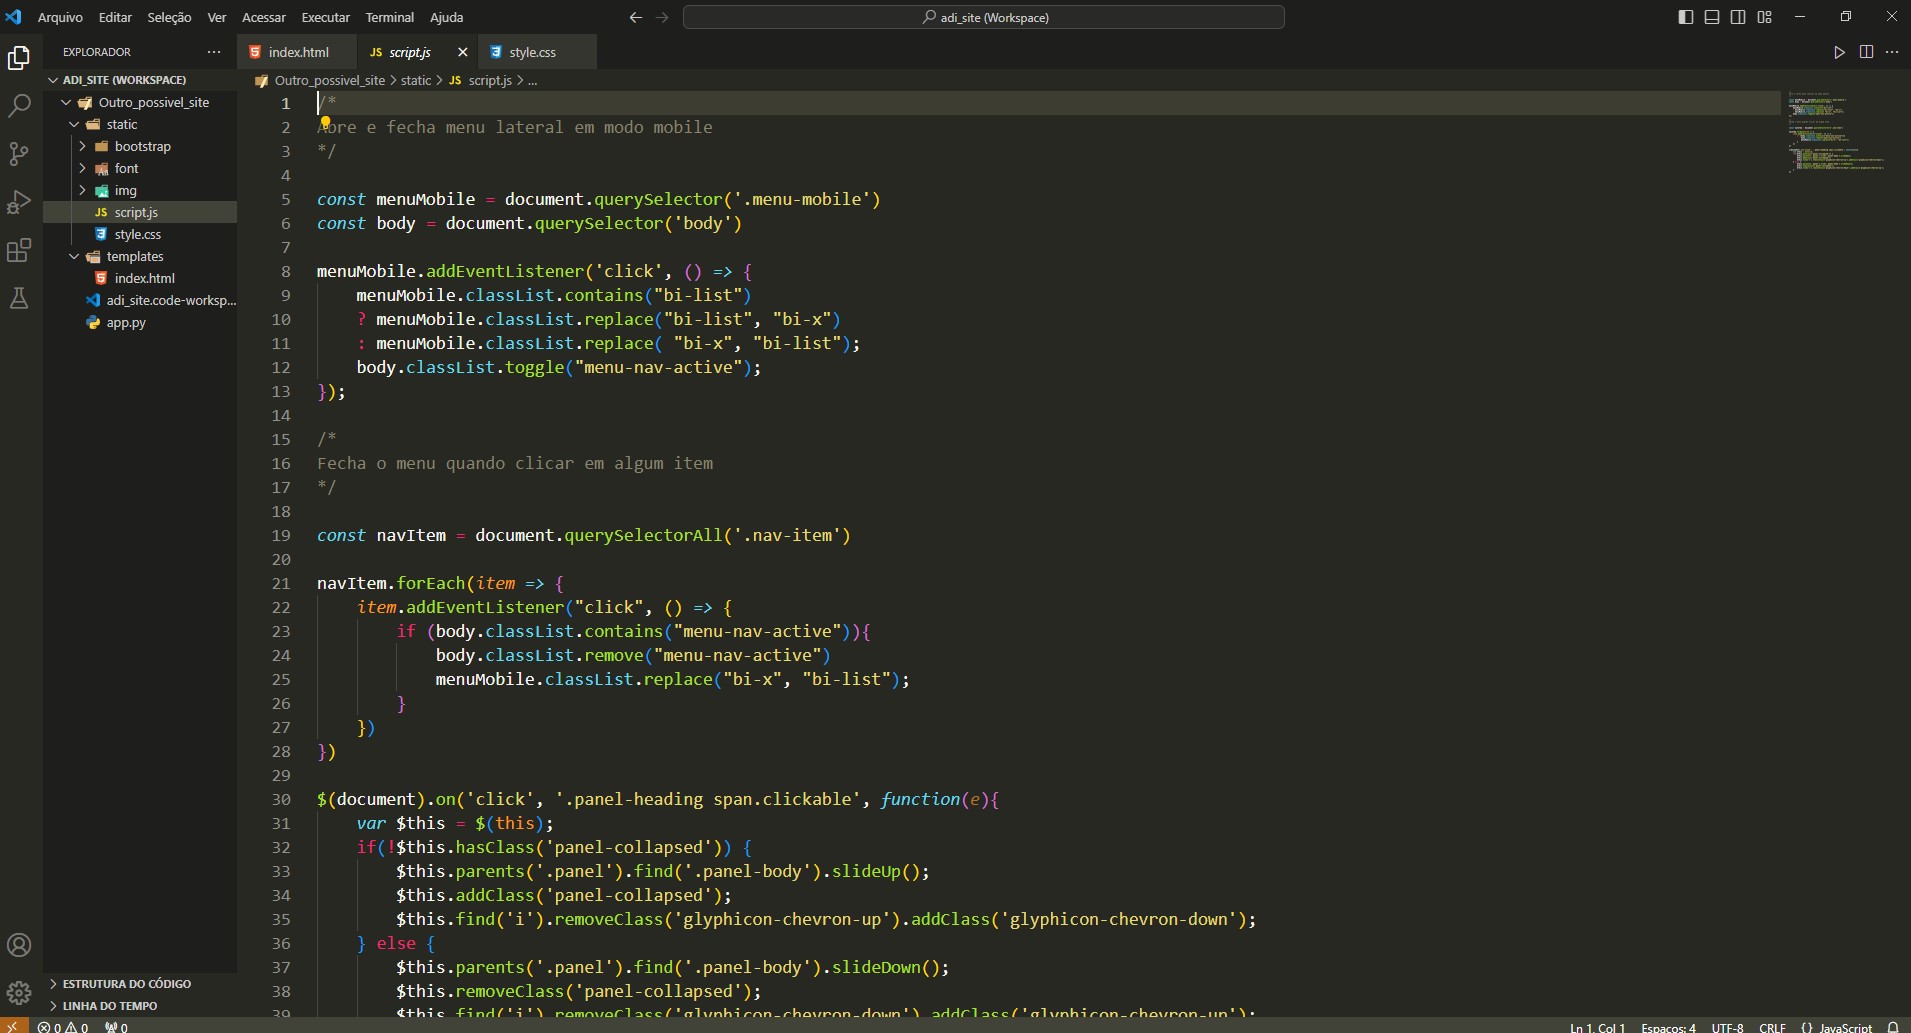 Arquivo Editar Seleção Ver Acessar Executar Terminal Ajuda
adi_site (Workspace)
EXPLORADOR
index.html
JS script.js
style.css
ADI_SITE (WORKSPACE)
Outro_possivel_site
static
bootstrap
font
img
JS script.js
style.css
templates
index.html
adi_site.code-worksp...
app.py
ESTRUTURA DO CÓDIGO
LINHA DO TEMPO
Outro_possivel_site > static > JS script.js > ...
1 /*
2 Abre e fecha menu lateral em modo mobile
3 */
4
5 const menuMobile = document.querySelector('.menu-mobile')
6 const body = document.querySelector('body')
7
8 menuMobile.addEventListener('click', () => {
9 menuMobile.classList.contains("bi-list")
10 ? menuMobile.classList.replace("bi-list", "bi-x")
11 : menuMobile.classList.replace( "bi-x", "bi-list");
12 body.classList.toggle("menu-nav-active");
13 });
14
15 /*
16 Fecha o menu quando clicar em algum item
17 */
18
19 const navItem = document.querySelectorAll('.nav-item')
20
21 navItem.forEach(item => {
22 item.addEventListener("click", () => {
23 if (body.classList.contains("menu-nav-active")){
24 body.classList.remove("menu-nav-active")
25 menuMobile.classList.replace("bi-x", "bi-list");
26 }
27 })
28 })
29
30 $(document).on('click', '.panel-heading span.clickable', function(e){
31 var $this = $(this);
32 if(!$this.hasClass('panel-collapsed')) {
33 $this.parents('.panel').find('.panel-body').slideUp();
34 $this.addClass('panel-collapsed');
35 $this.find('i').removeClass('glyphicon-chevron-up').addClass('glyphicon-chevron-down');
36 } else {
37 $this.parents('.panel').find('.panel-body').slideDown();
38 $this.removeClass('panel-collapsed');
39 $this.find('i').removeClass('glyphicon-chevron-down').addClass('glyphicon-chevron-up');
0 0 0
Ln 1, Col 1 Espaços: 4 UTF-8 CRLF {} JavaScript